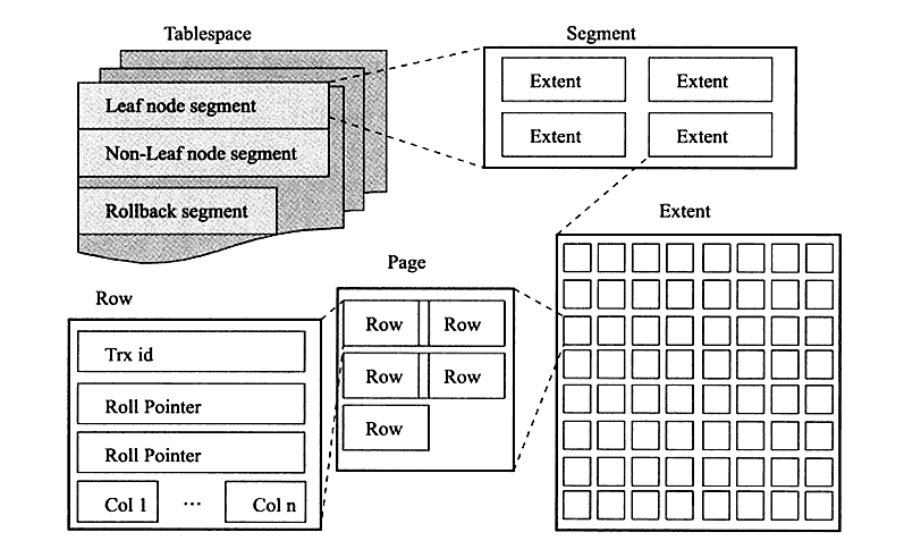 Tablespace
Leaf node segment
Non-Leaf node segment
Rollback segment
Segment
Extent Extent
Extent Extent
Extent
Page
Row Row
Row Row
Row
Row
Trx id
Roll Pointer
Roll Pointer
Col 1 ... Col n